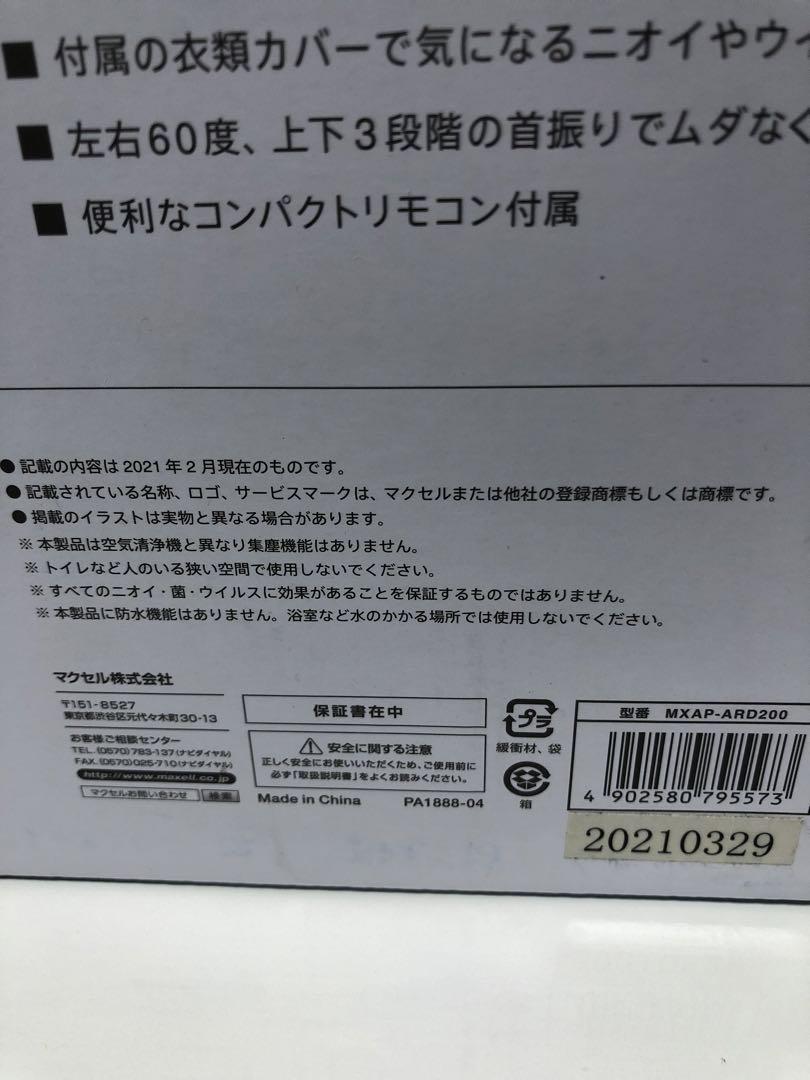 ■ 付属の衣類カバーで気になるニオイやウイ
■ 左右60度、上下3段階の首振りでムダなく
■ 便利なコンパクトリモコン付属
● 記載の内容は2021年2月現在のものです。
● 記載されている名称、ロゴ、サービスマークは、マクセルまたは他社の登録商標もしくは商標です。
● 掲載のイラストは実物と異なる場合があります。
※ 本製品は空気清浄機と異なり集塵機能はありません。
※ トイレなど人のいる狭い空間で使用しないでください。
※ すべてのニオイ・菌・ウイルスに効果があることを保証するものではありません。
※ 本製品に防水機能はありません。浴室など水のかかる場所では使用しないでください。
マクセル株式会社
〒151-8527
東京都渋谷区元代々木町30-13
お客様ご相談センター
TEL.(0570)783-137(ナビダイヤル)
FAX.(0570)025-710(ナビダイヤル)
http://www.maxell.co.jp
マクセルお問い合わせ 検索
保証書在中
⚠ 安全に関する注意
正しく安全にお使いいただくため、ご使用前に
必ず「取扱説明書」をよくお読みください。
Made in China PA1888-04
プラ
緩衝材、袋
箱
型番 MXAP-ARD200
4 902580 795573
20210329